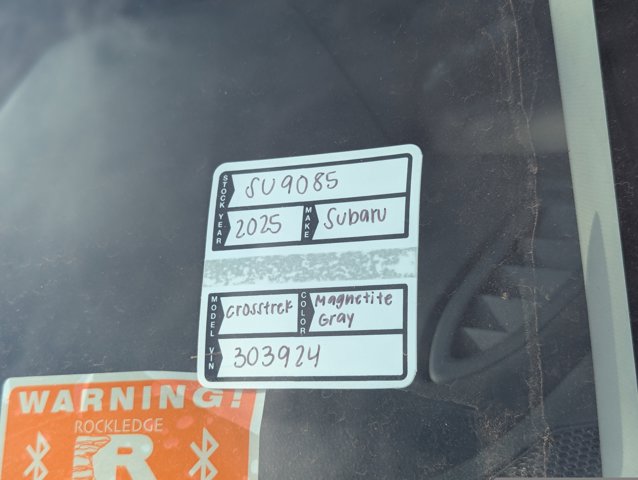 STOCK SU9085
YEAR 2025 MAKE Subaru
MODEL Crosstrek COLOR Magnetite
Gray
VIN 303924
WARNING!
ROCKLEDGE
R